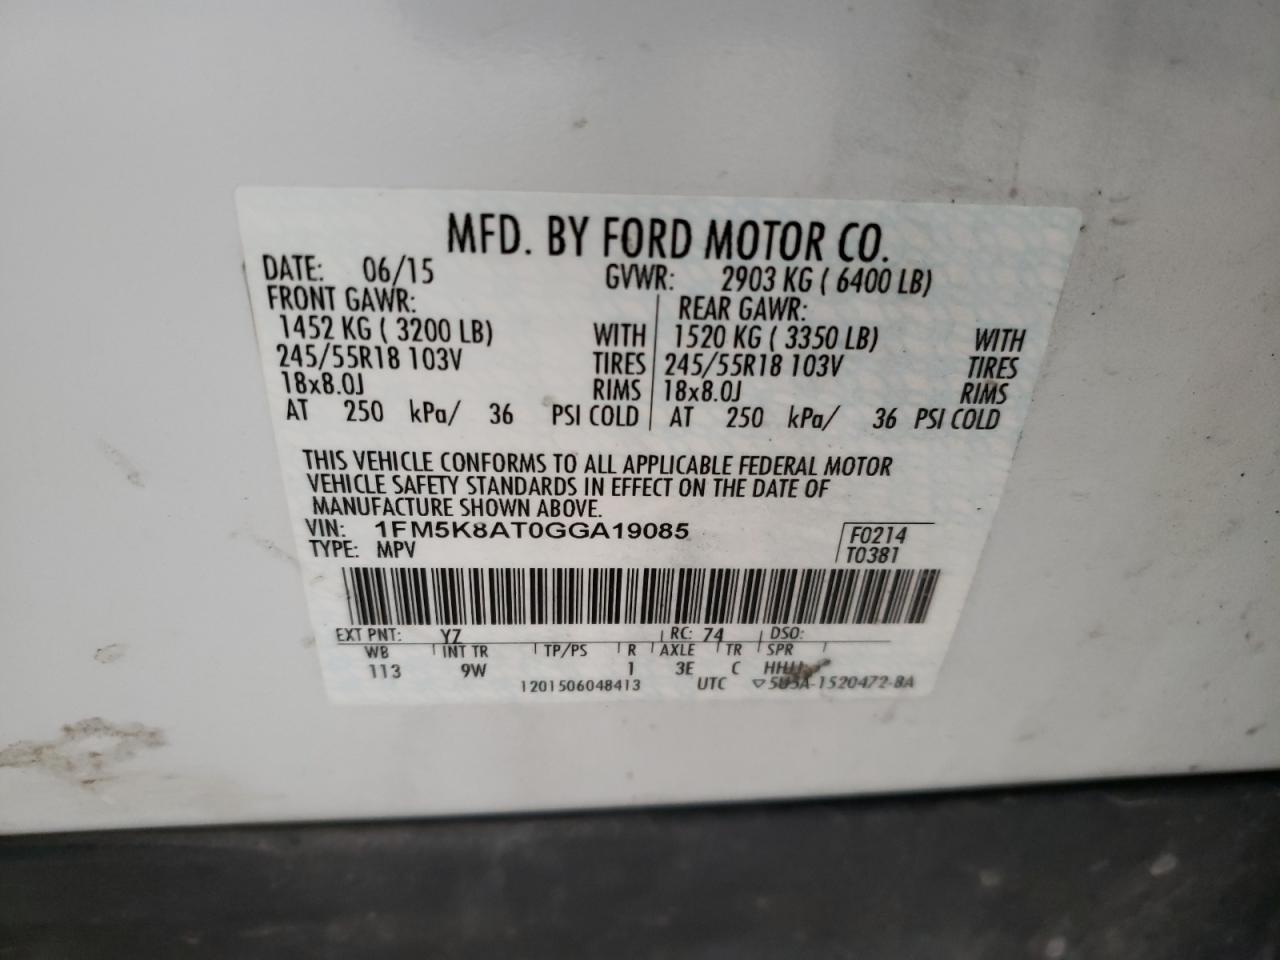 MFD. BY FORD MOTOR CO.
DATE: 06/15 GVWR: 2903 KG ( 6400 LB)
FRONT GAWR: REAR GAWR:
1452 KG ( 3200 LB) WITH 1520 KG ( 3350 LB) WITH
245/55R18 103V TIRES 245/55R18 103V TIRES
18x8.0J RIMS 18x8.0J RIMS
AT 250 kPa/ 36 PSI COLD AT 250 kPa/ 36 PSI COLD
THIS VEHICLE CONFORMS TO ALL APPLICABLE FEDERAL MOTOR
VEHICLE SAFETY STANDARDS IN EFFECT ON THE DATE OF
MANUFACTURE SHOWN ABOVE.
VIN: 1FM5K8AT0GGA19085 F0214
TYPE: MPV T0381
EXT PNT: YZ RC: 74 DSO:
WB INT TR TP/PS R AXLE TR SPR
113 9W 1 3E C
1201506048413 UTC ▽5U5A-1520472-BA